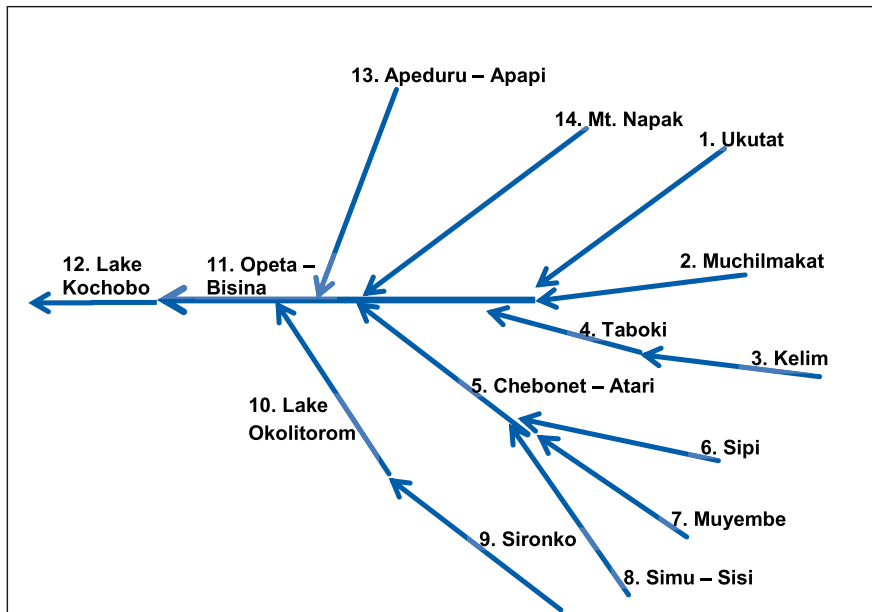 13. Apeduru – Apapi
14. Mt. Napak
1. Ukutat
12. Lake
Kochobo
11. Opeta –
Bisina
2. Muchilmakat
4. Taboki
3. Kelim
5. Chebonet – Atari
10. Lake
Okolitorom
6. Sipi
7. Muyembe
9. Sironko
8. Simu – Sisi